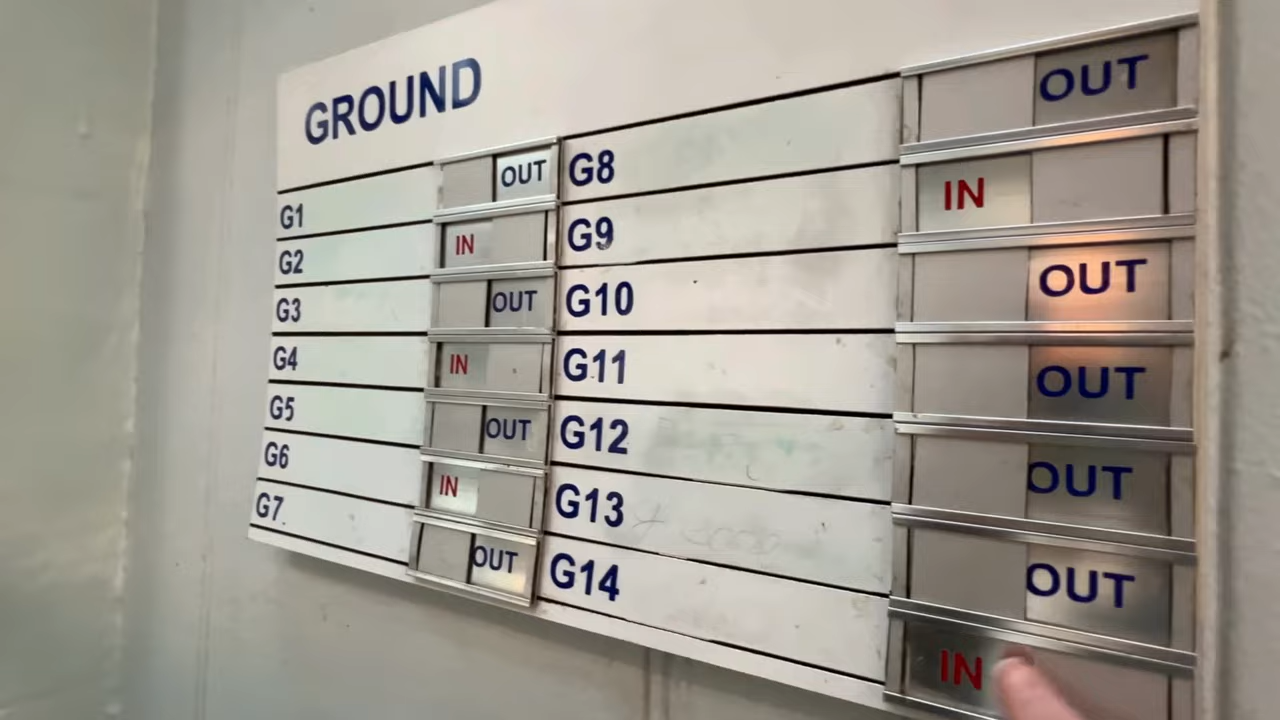 GROUND
G1 OUT
G2 IN
G3 OUT
G4 IN
G5 OUT
G6 IN
G7 OUT
G8 OUT
G9 IN
G10 OUT
G11 OUT
G12 OUT
G13 OUT
G14 IN